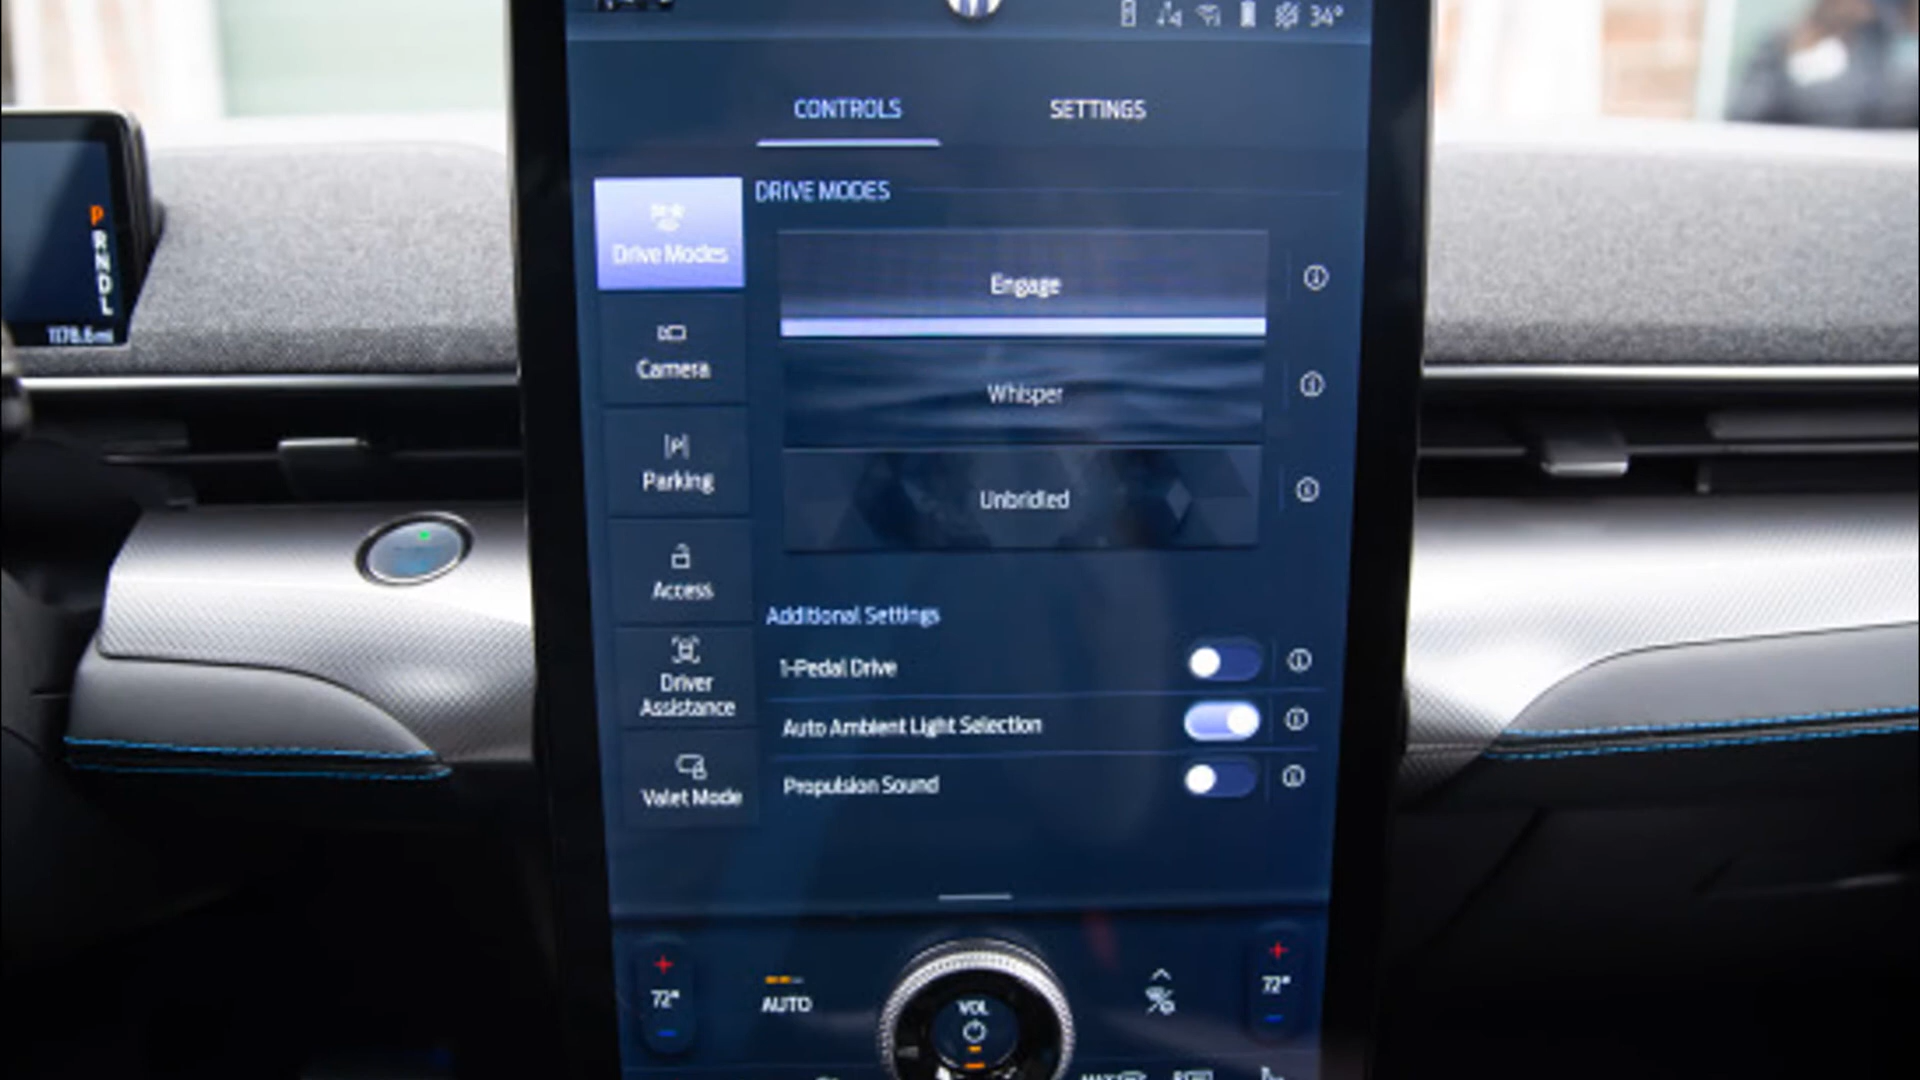 34°
CONTROLS
SETTINGS
DRIVE MODES
Drive Modes
Engage
Camera
Whisper
Parking
Unbridled
Access
Additional Settings
Driver
Assistance
1-Pedal Drive
Auto Ambient Light Selection
Valet Mode
Propulsion Sound
P
R
N
D
L
1178.6mi
72°
AUTO
VOL
72°